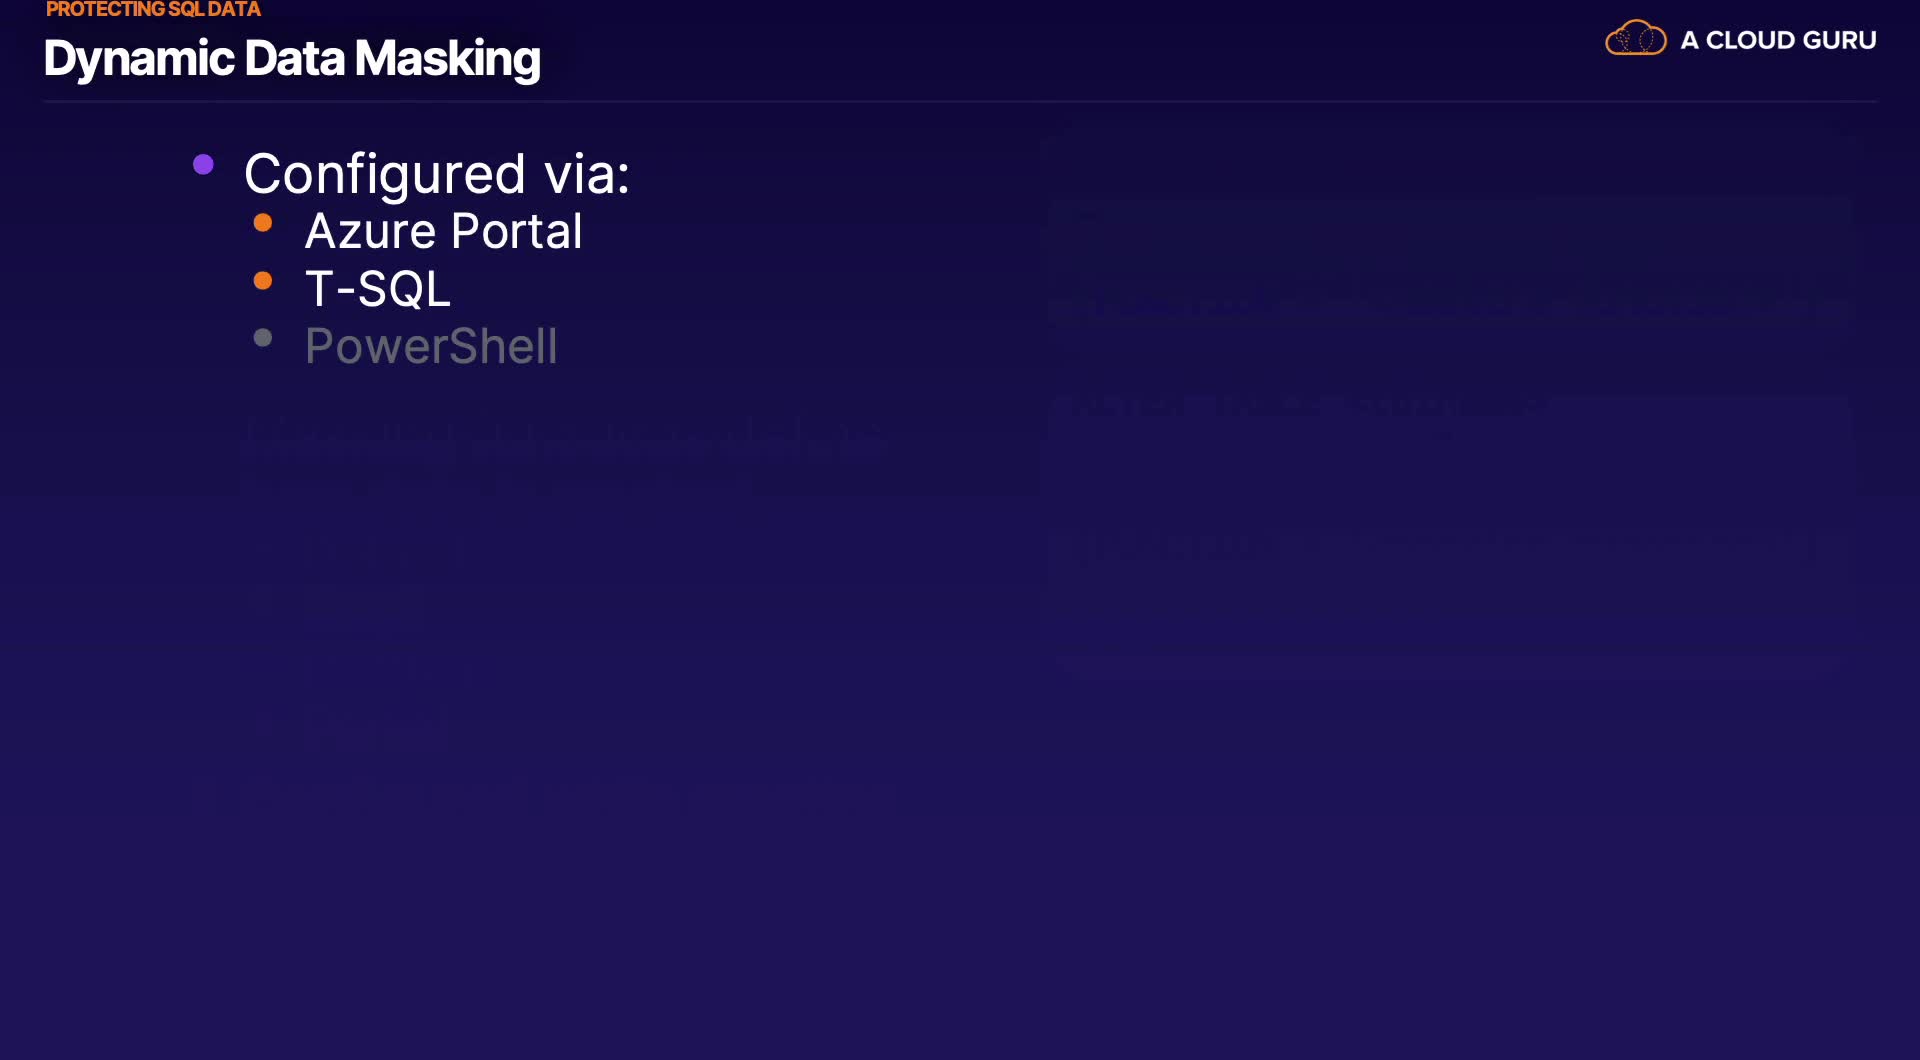 PROTECTING SQL DATA
Dynamic Data Masking
A CLOUD GURU
Configured via:
Azure Portal
T-SQL
PowerShell